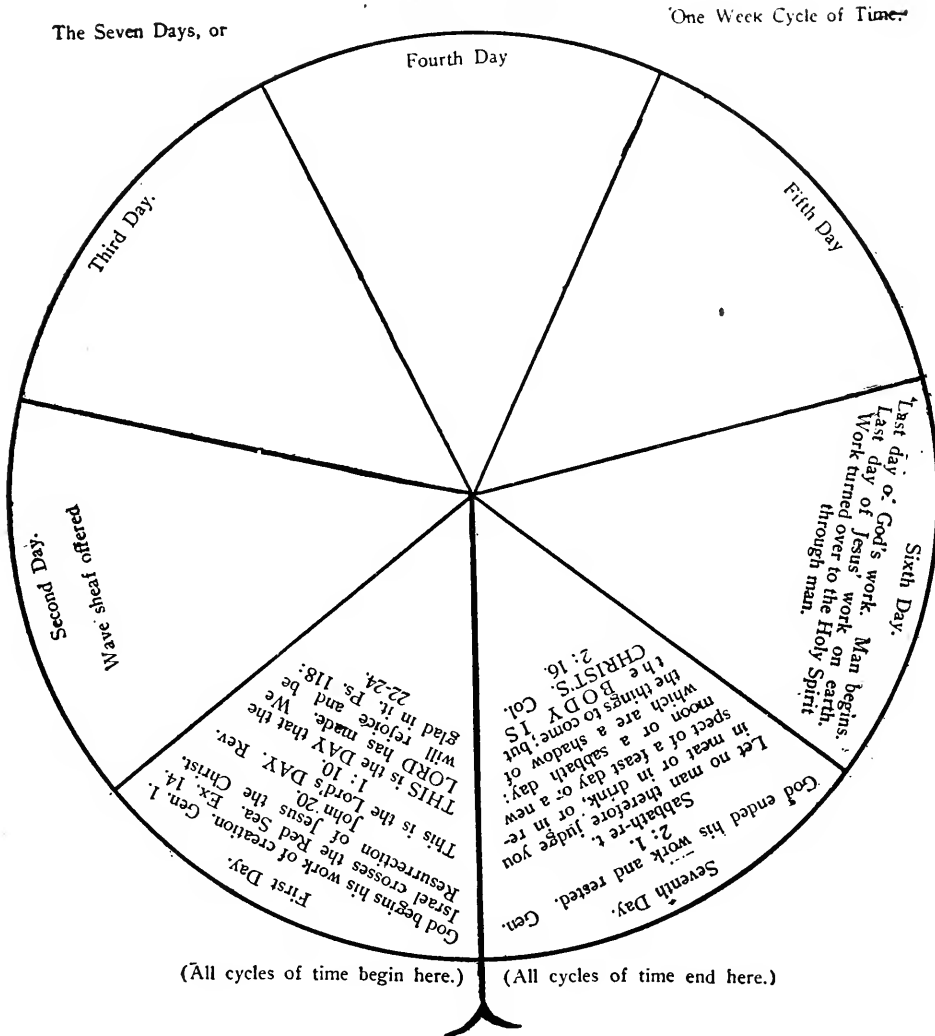 The Seven Days, or
One Week Cycle of Time.
First Day.
God begins his work of creation. Gen. 1.
Israel crosses the Red Sea. Ex. 14.
Resurrection of Jesus the Christ.
John 20.
This is the Lord's DAY. Rev.
1: 10.
THIS is the DAY that the
LORD has made. We
will rejoice and be
glad in it. Ps. 118:
22-24.
Second Day.
Wave sheaf offered
Third Day.
Fourth Day
Fifth Day
Sixth Day.
Last day of God's work. Man begins.
Last day of Jesus' work on earth.
Work turned over to the Holy Spirit
through man.
Seventh Day.
God ended his work and rested. Gen.
2: 1.
Sabbath-re t.
Let no man therefore judge you
in meat or in drink, or in re-
spect of a feast day or a new
moon or a sabbath day:
which are a shadow of
the things to come; but
the BODY IS
CHRIST'S. Col.
2: 16.
(All cycles of time begin here.)
(All cycles of time end here.)